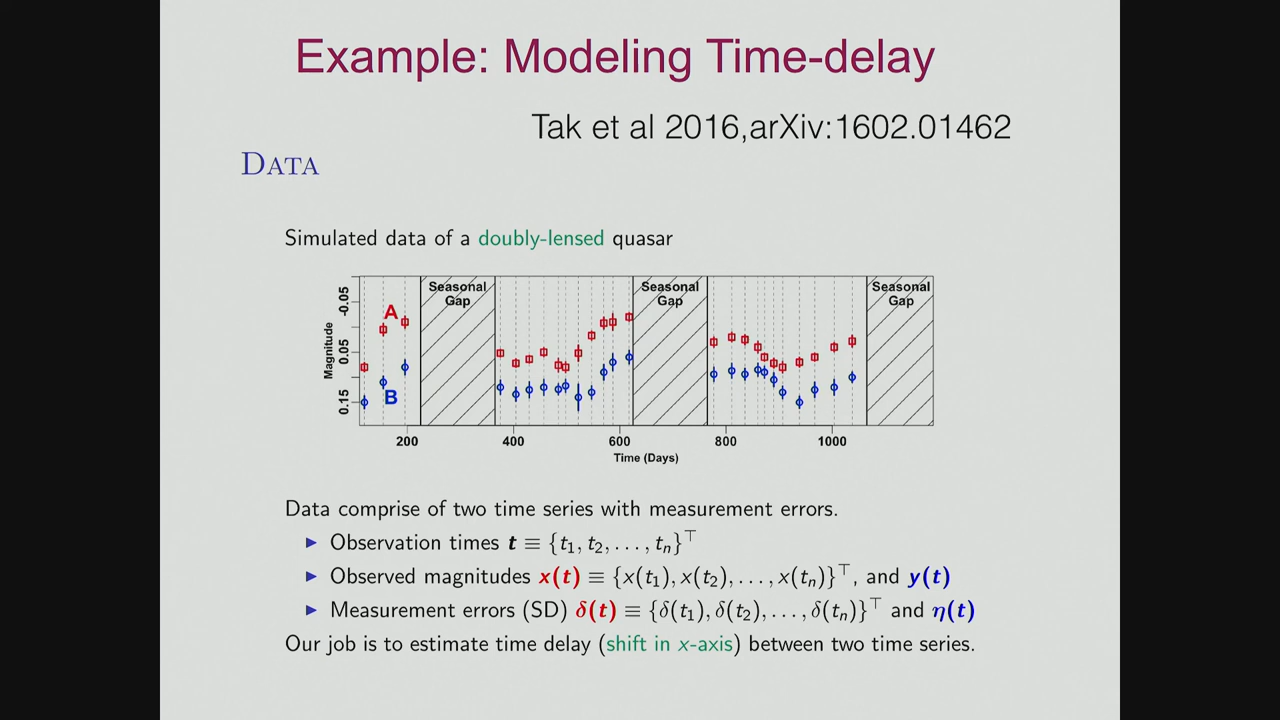 Example: Modeling Time-delay
Tak et al 2016,arXiv:1602.01462
DATA
Simulated data of a doubly-lensed quasar
Seasonal Gap
Seasonal Gap
Seasonal Gap
A
B
Magnitude
-0.05
0.05
0.15
200 400 600 800 1000
Time (Days)
Data comprise of two time series with measurement errors.
▶ Observation times t ≡ {t₁, t₂, . . . , tₙ}⊤
▶ Observed magnitudes x(t) ≡ {x(t₁), x(t₂), . . . , x(tₙ)}⊤, and y(t)
▶ Measurement errors (SD) δ(t) ≡ {δ(t₁), δ(t₂), . . . , δ(tₙ)}⊤ and η(t)
Our job is to estimate time delay (shift in x-axis) between two time series.